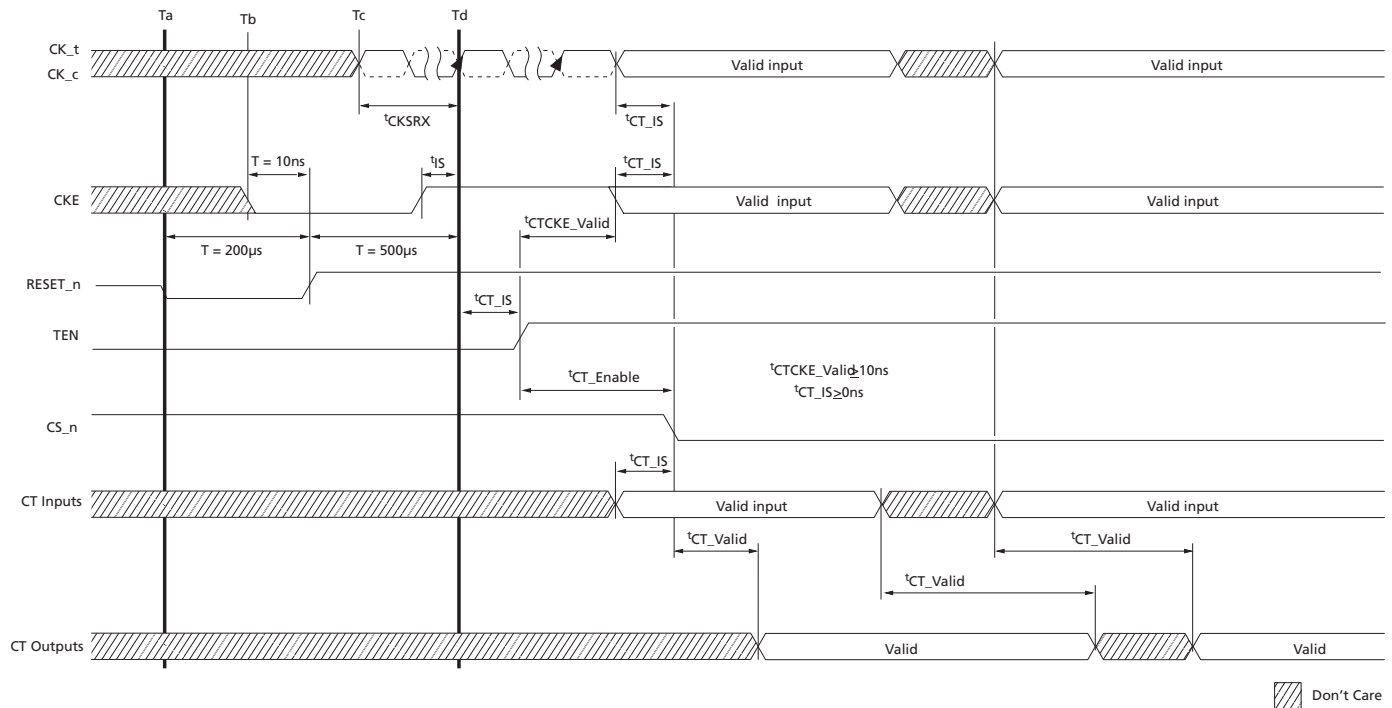 Ta
Tb
Tc
Td
CK_t
CK_c
Valid input
Valid input
tCKSRX
tCT_IS
T = 10ns
tIS
tCT_IS
CKE
Valid input
Valid input
tCTCKE_Valid
T = 200µs
T = 500µs
RESET_n
tCT_IS
TEN
tCT_Enable
tCTCKE_Valid≥10ns
tCT_IS≥0ns
CS_n
tCT_IS
CT Inputs
Valid input
Valid input
tCT_Valid
tCT_Valid
tCT_Valid
CT Outputs
Valid
Valid
Don't Care